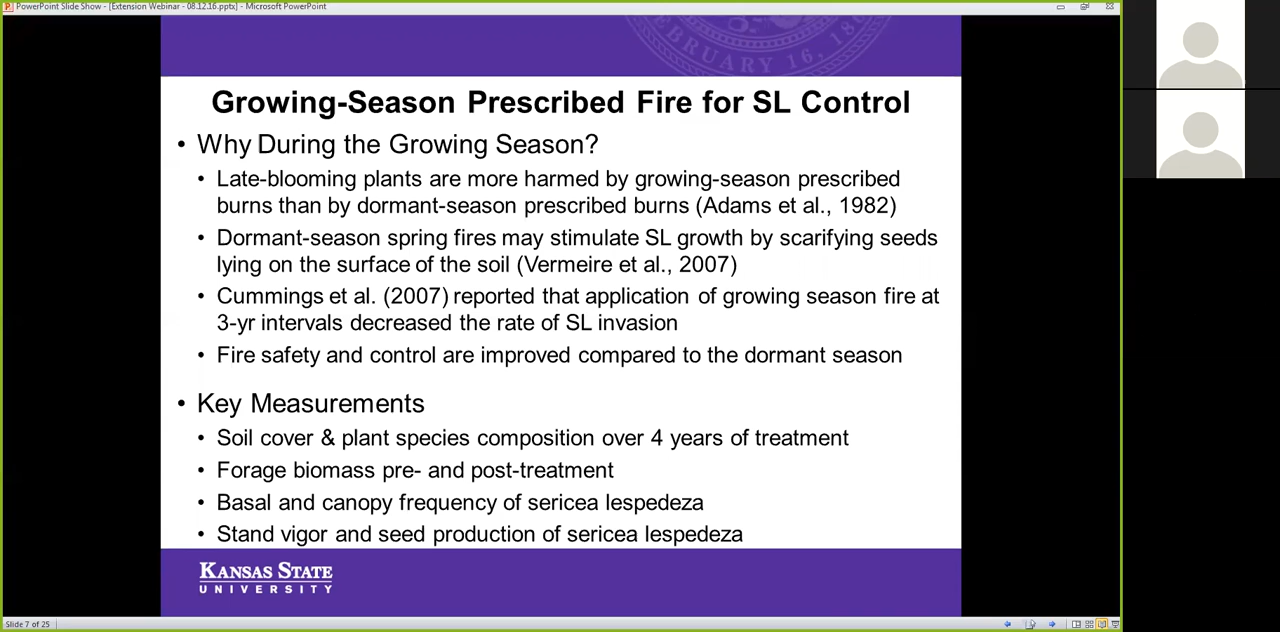 PowerPoint Slide Show - [Extension Webinar - 08.12.16.pptx] - Microsoft PowerPoint
FEBRUARY 16, 18
Growing-Season Prescribed Fire for SL Control
• Why During the Growing Season?
• Late-blooming plants are more harmed by growing-season prescribed
burns than by dormant-season prescribed burns (Adams et al., 1982)
• Dormant-season spring fires may stimulate SL growth by scarifying seeds
lying on the surface of the soil (Vermeire et al., 2007)
• Cummings et al. (2007) reported that application of growing season fire at
3-yr intervals decreased the rate of SL invasion
• Fire safety and control are improved compared to the dormant season
• Key Measurements
• Soil cover & plant species composition over 4 years of treatment
• Forage biomass pre- and post-treatment
• Basal and canopy frequency of sericea lespedeza
• Stand vigor and seed production of sericea lespedeza
KANSAS STATE
UNIVERSITY
Slide 7 of 25